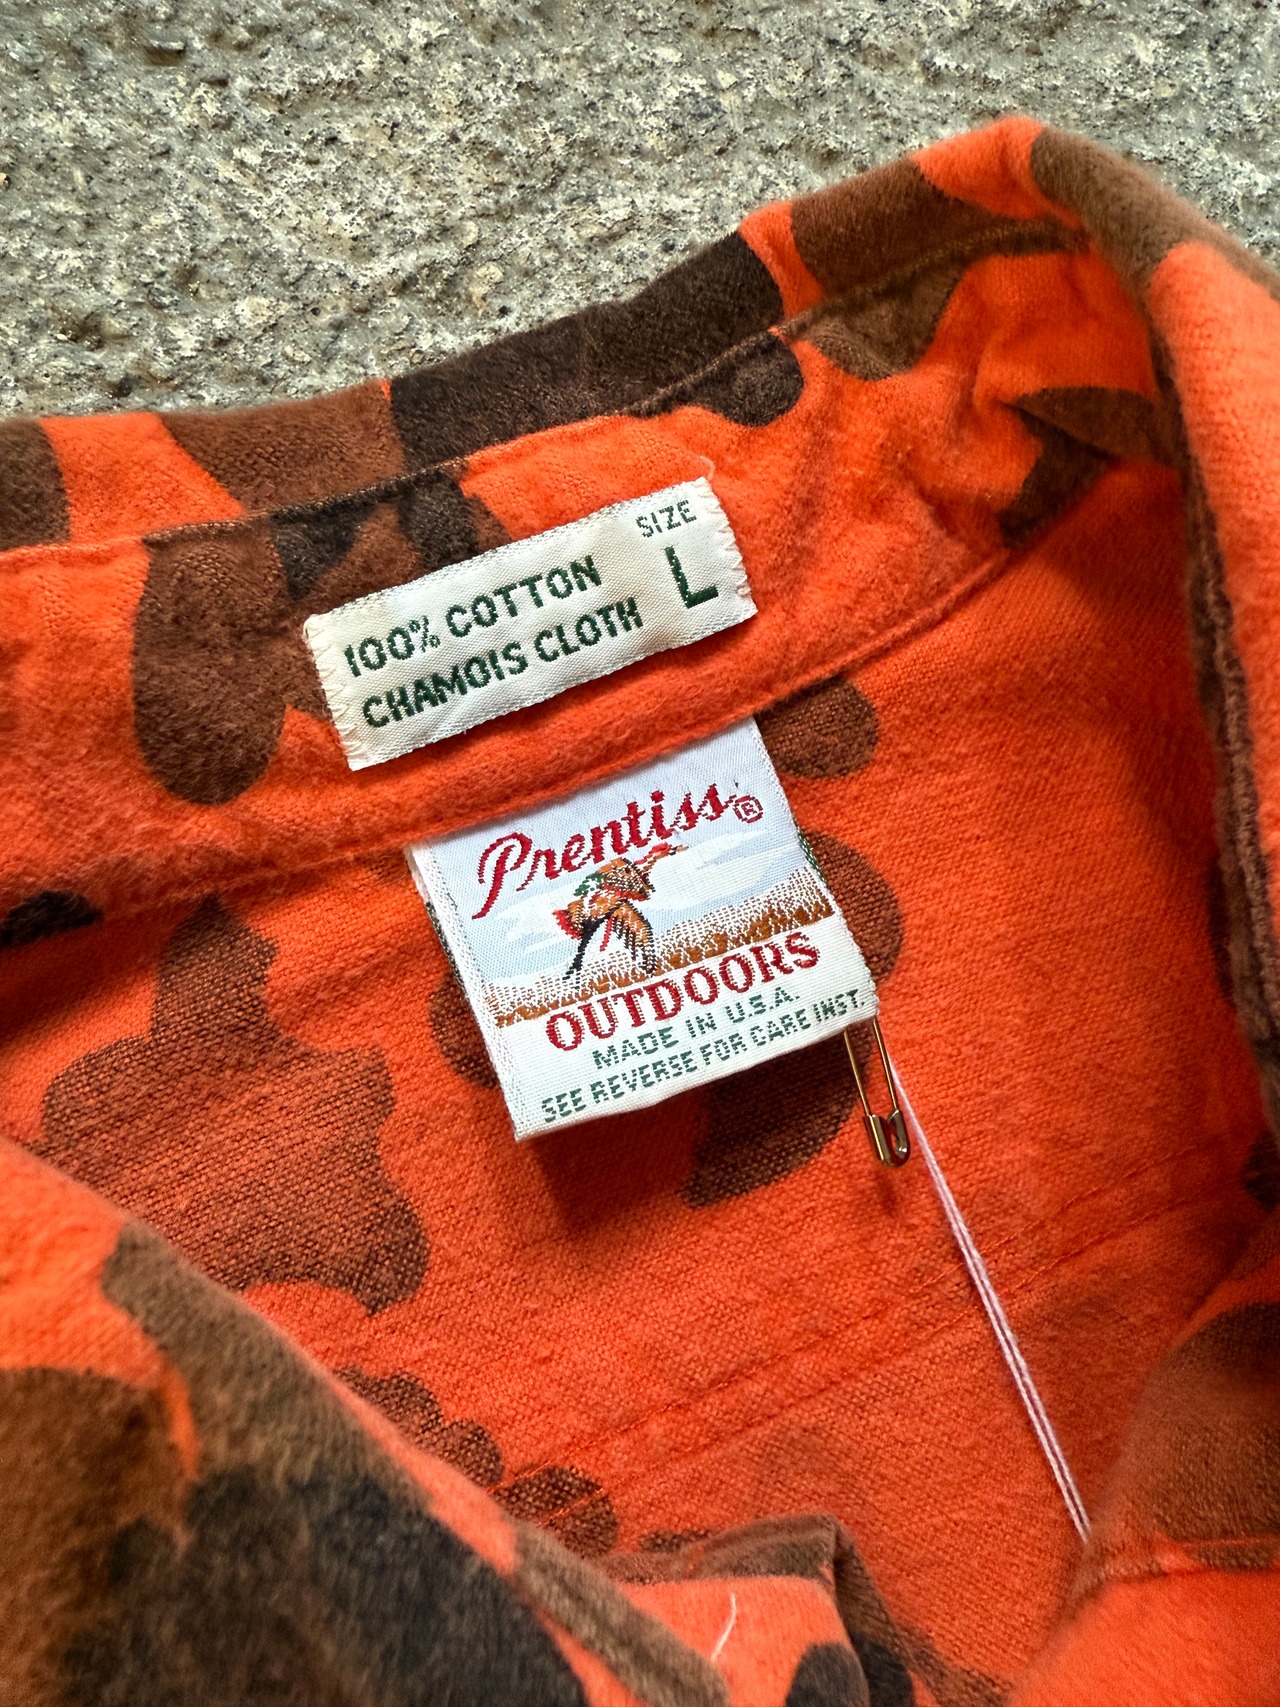 SIZE
L
100% COTTON
CHAMOIS CLOTH
Prentiss®
OUTDOORS
MADE IN U.S.A.
SEE REVERSE FOR CARE INST.